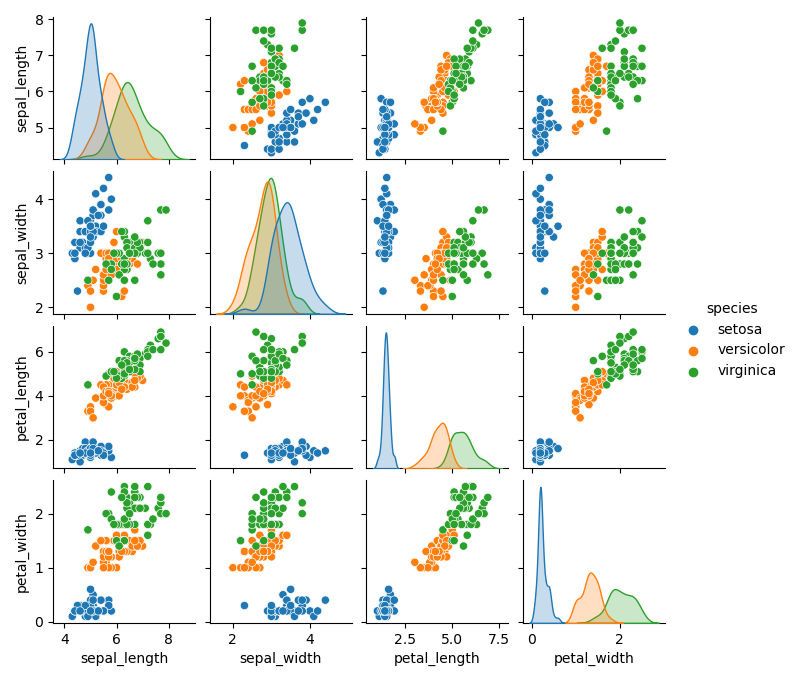 sepal_length
8
7
6
5
sepal_width
4
3
2
species
setosa
versicolor
virginica
petal_length
6
4
2
petal_width
2
1
0
4 6 8 2 4 2.5 5.0 7.5 0 2
sepal_length sepal_width petal_length petal_width